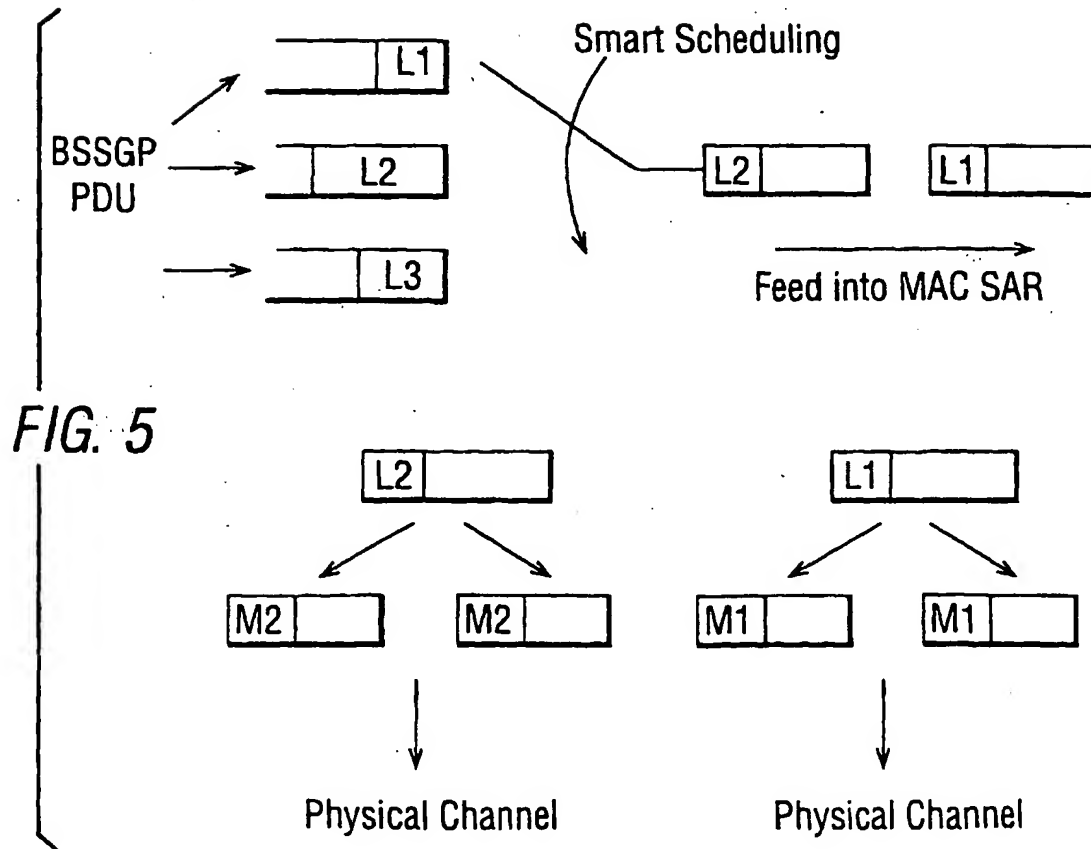 Smart Scheduling
L1
BSSGP
PDU
L2
L2
L1
L3
Feed into MAC SAR
FIG. 5
L2
L1
M2
M2
M1
M1
Physical Channel
Physical Channel